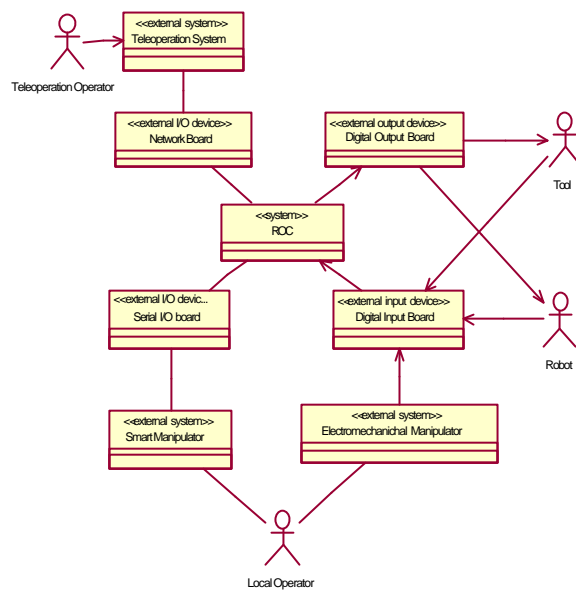 <<external system>>
Teleoperation System
Teleoperation Operator
<<external I/O device>>
Network Board
<<external output device>>
Digital Output Board
Tool
<<system>>
ROC
<<external I/O devic...
Serial I/O board
<<external input device>>
Digital Input Board
Robot
<<external system>>
Smart Manipulator
<<external system>>
Electromechanichal Manipulator
Local Operator